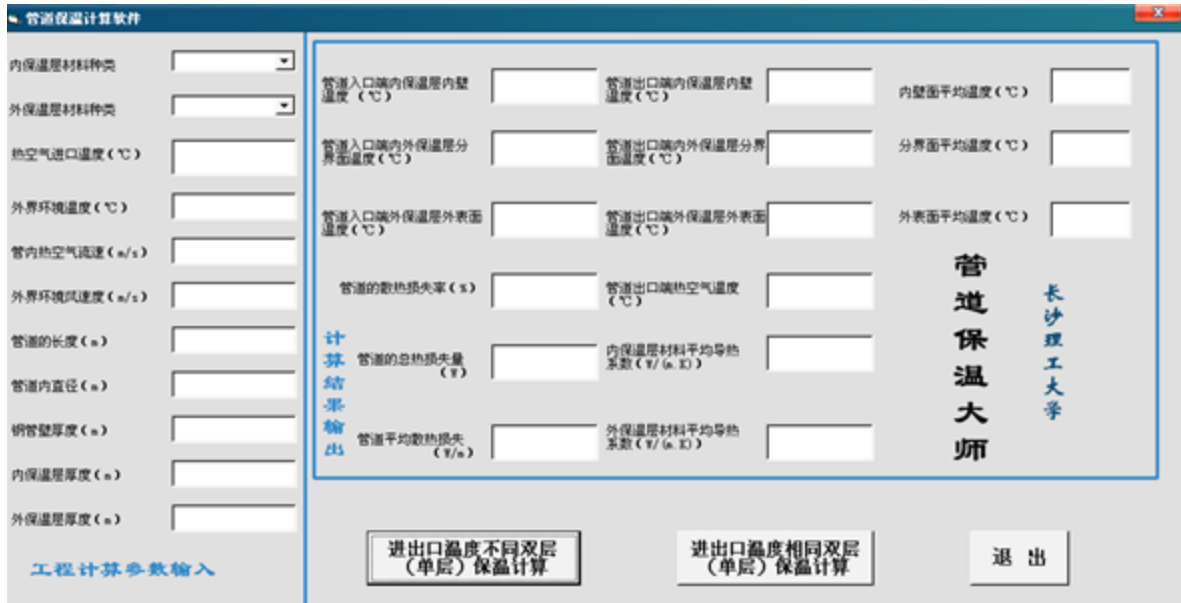 管道保温计算软件
内保温层材料种类
外保温层材料种类
热空气进口温度(℃)
外界环境温度(℃)
管内热空气流速(m/s)
外界环境风速度(m/s)
管道的长度(m)
管道内直径(m)
钢管壁厚度(m)
内保温层厚度(m)
外保温层厚度(m)
工程计算参数输入
管道入口端内保温层内壁
温度 (℃)
管道出口端内保温层内壁
温度(℃)
内壁面平均温度(℃)
管道入口端内外保温层分
界面温度(℃)
管道出口端内外保温层分界
面温度(℃)
分界面平均温度(℃)
管道入口端外保温层外表面
温度(℃)
管道出口端外保温层外表面
温度(℃)
外表面平均温度(℃)
管道的散热损失率(%)
管道出口端热空气温度
(℃)
管道的总热损失量
(W)
内保温层材料平均导热
系数(W/(m.K))
管道平均散热损失
(W/m)
外保温层材料平均导热
系数(W/(m.K))
计算结果输出
管道保温大师
长沙理工大学
进出口温度不同双层
(单层)保温计算
进出口温度相同双层
(单层)保温计算
退 出